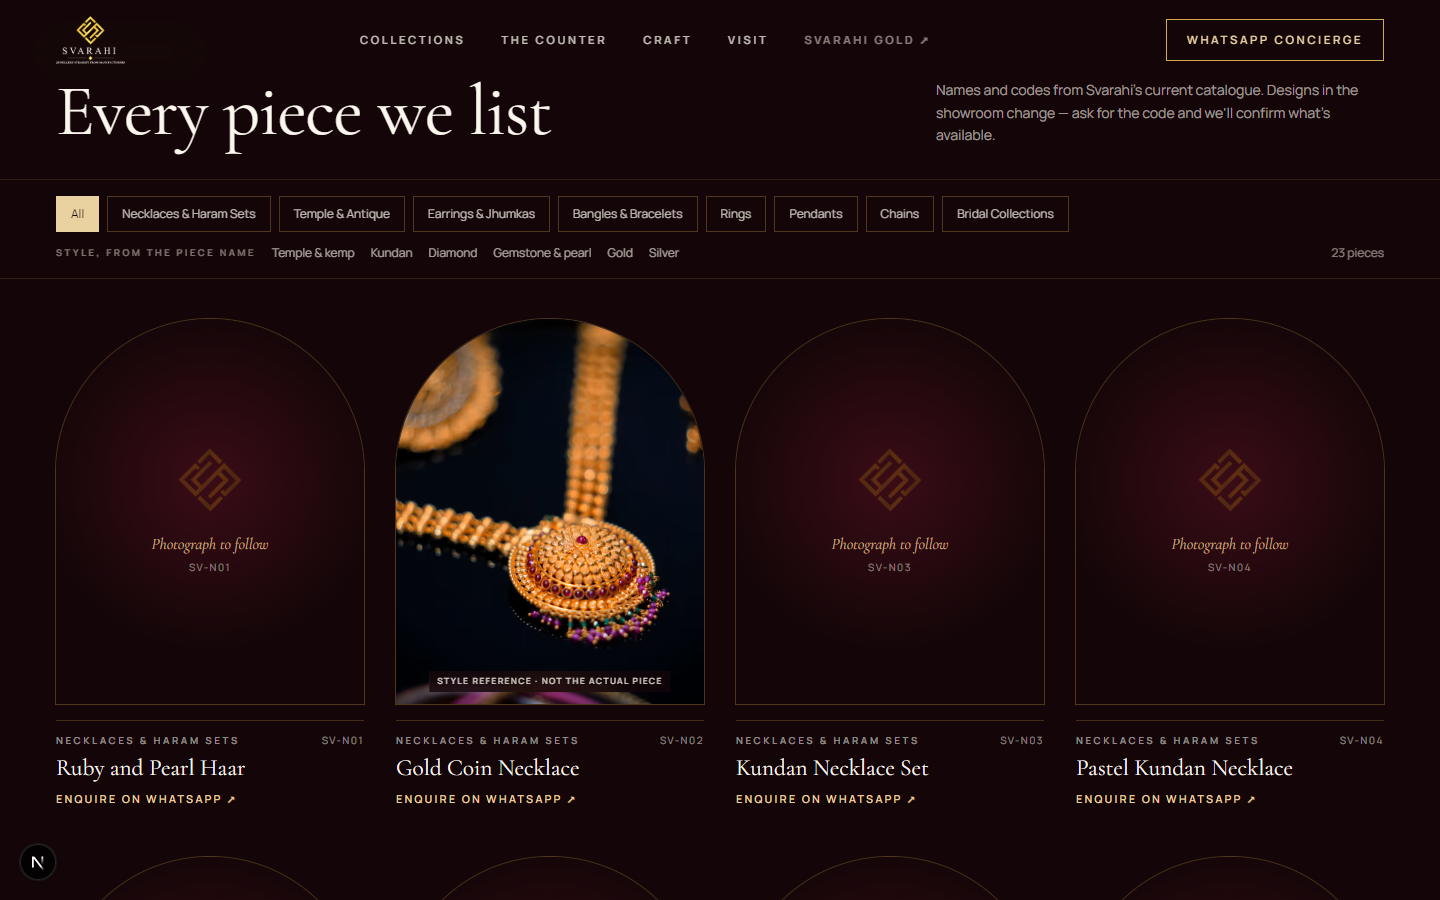 SVARAHI
JEWELLERY STRAIGHT FROM MANUFACTURERS
COLLECTIONS
THE COUNTER
CRAFT
VISIT
SVARAHI GOLD ↗
WHATSAPP CONCIERGE
Every piece we list
Names and codes from Svarahi's current catalogue. Designs in the
showroom change — ask for the code and we'll confirm what's
available.
All
Necklaces & Haram Sets
Temple & Antique
Earrings & Jhumkas
Bangles & Bracelets
Rings
Pendants
Chains
Bridal Collections
STYLE, FROM THE PIECE NAME
Temple & kemp
Kundan
Diamond
Gemstone & pearl
Gold
Silver
23 pieces
Photograph to follow
SV-N01
STYLE REFERENCE · NOT THE ACTUAL PIECE
Photograph to follow
SV-N03
Photograph to follow
SV-N04
NECKLACES & HARAM SETS
SV-N01
Ruby and Pearl Haar
ENQUIRE ON WHATSAPP ↗
NECKLACES & HARAM SETS
SV-N02
Gold Coin Necklace
ENQUIRE ON WHATSAPP ↗
NECKLACES & HARAM SETS
SV-N03
Kundan Necklace Set
ENQUIRE ON WHATSAPP ↗
NECKLACES & HARAM SETS
SV-N04
Pastel Kundan Necklace
ENQUIRE ON WHATSAPP ↗
N